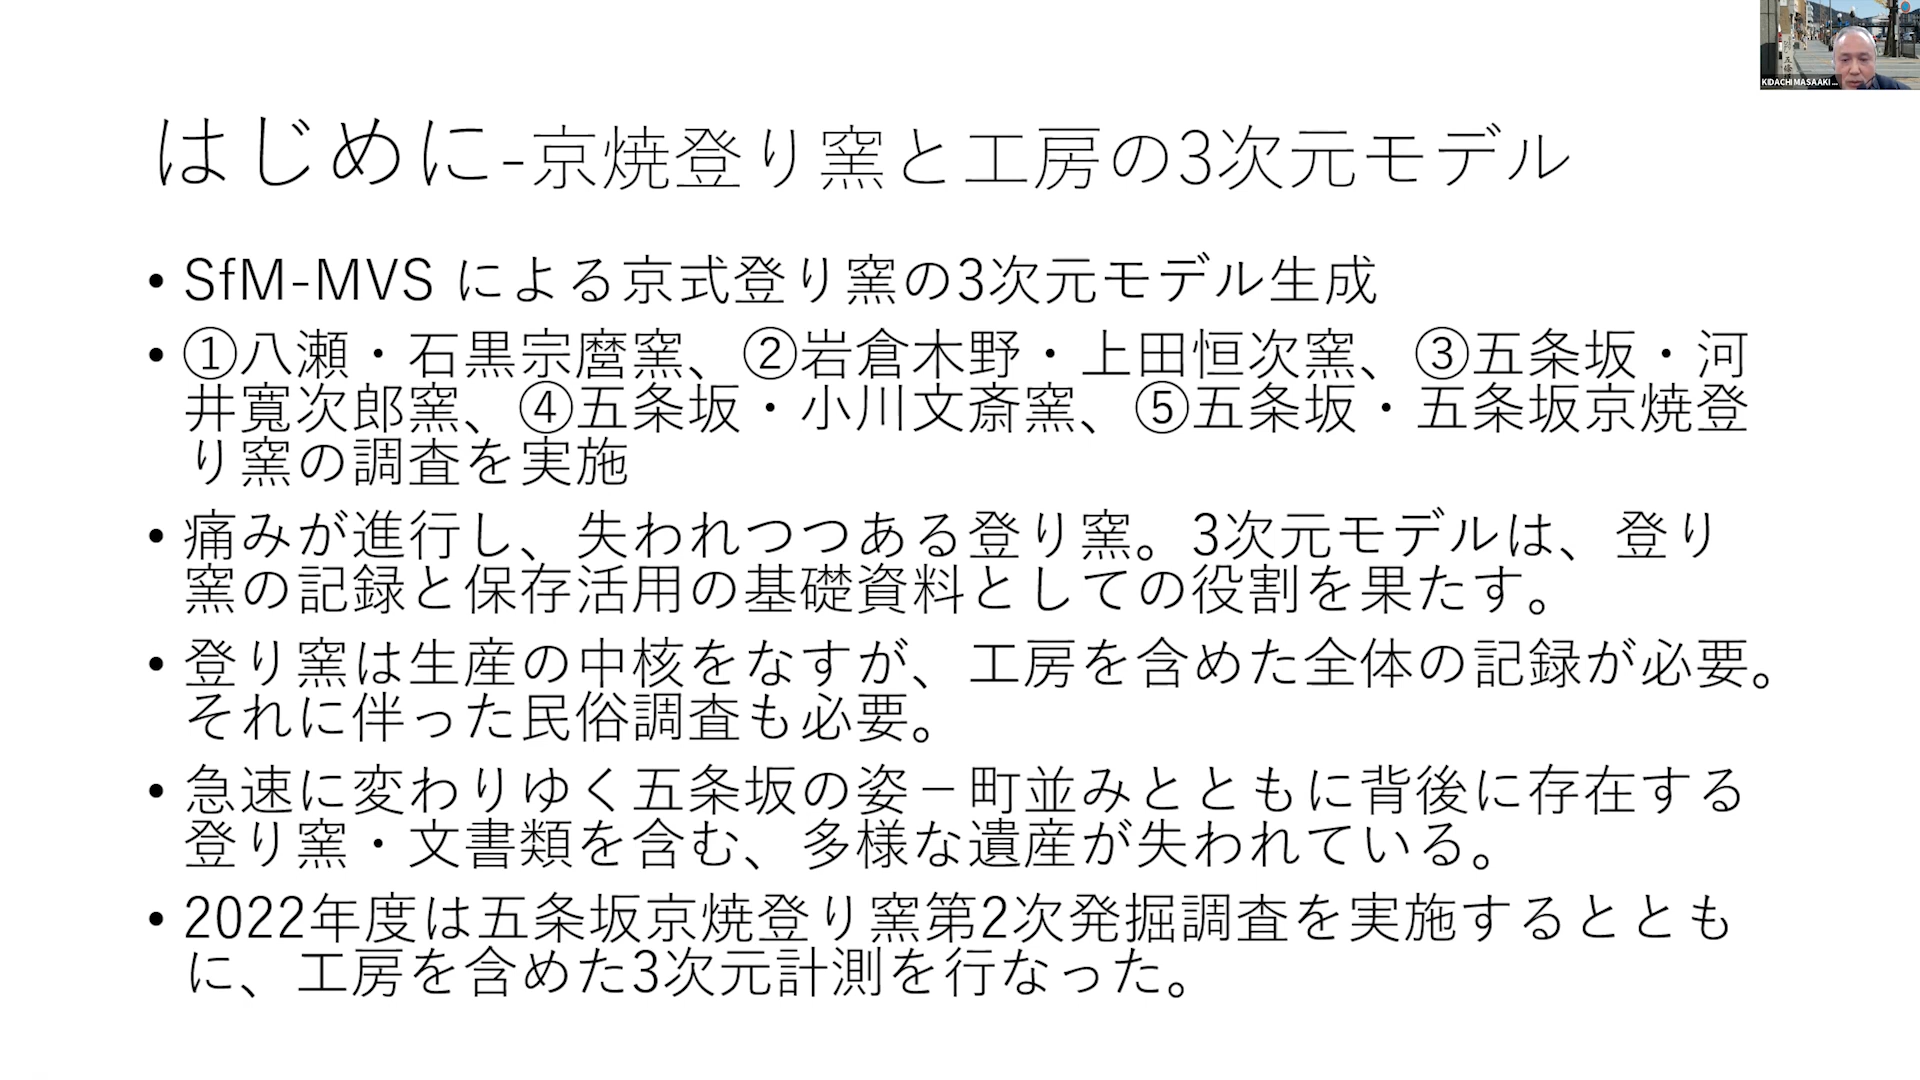 はじめに-京焼登り窯と工房の3次元モデル
• SfM-MVS による京式登り窯の3次元モデル生成
• ①八瀬・石黒宗麿窯、②岩倉木野・上田恒次窯、③五条坂・河
井寬次郎窯、④五条坂・小川文斎窯、⑤五条坂・五条坂京焼登
り窯の調査を実施
• 痛みが進行し、失われつつある登り窯。3次元モデルは、登り
窯の記録と保存活用の基礎資料としての役割を果たす。
• 登り窯は生産の中核をなすが、工房を含めた全体の記録が必要。
それに伴った民俗調査も必要。
• 急速に変わりゆく五条坂の姿－町並みとともに背後に存在する
登り窯・文書類を含む、多様な遺産が失われている。
• 2022年度は五条坂京焼登り窯第2次発掘調査を実施するととも
に、工房を含めた3次元計測を行なった。
KIDACHI MASAAKI...